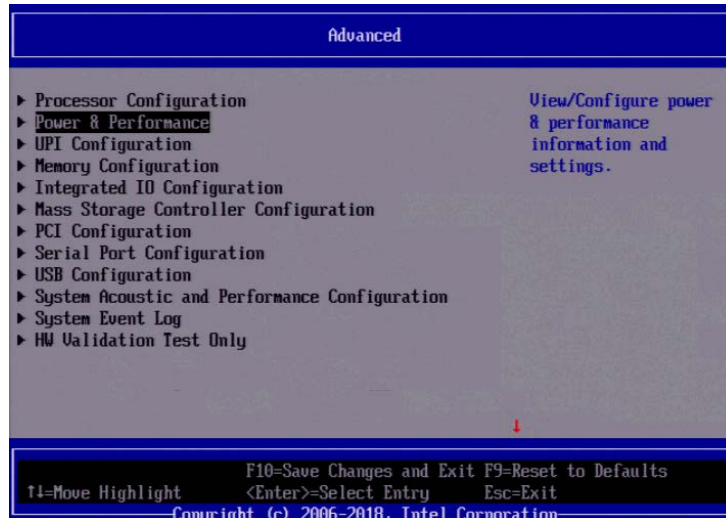 Advanced
▶ Processor Configuration
▶ Power & Performance
▶ UPI Configuration
▶ Memory Configuration
▶ Integrated IO Configuration
▶ Mass Storage Controller Configuration
▶ PCI Configuration
▶ Serial Port Configuration
▶ USB Configuration
▶ System Acoustic and Performance Configuration
▶ System Event Log
▶ HW Validation Test Only
View/Configure power
& performance
information and
settings.
↓
F10=Save Changes and Exit F9=Reset to Defaults
↑↓=Move Highlight <Enter>=Select Entry Esc=Exit
Copyright (c) 2006-2018, Intel Corporation